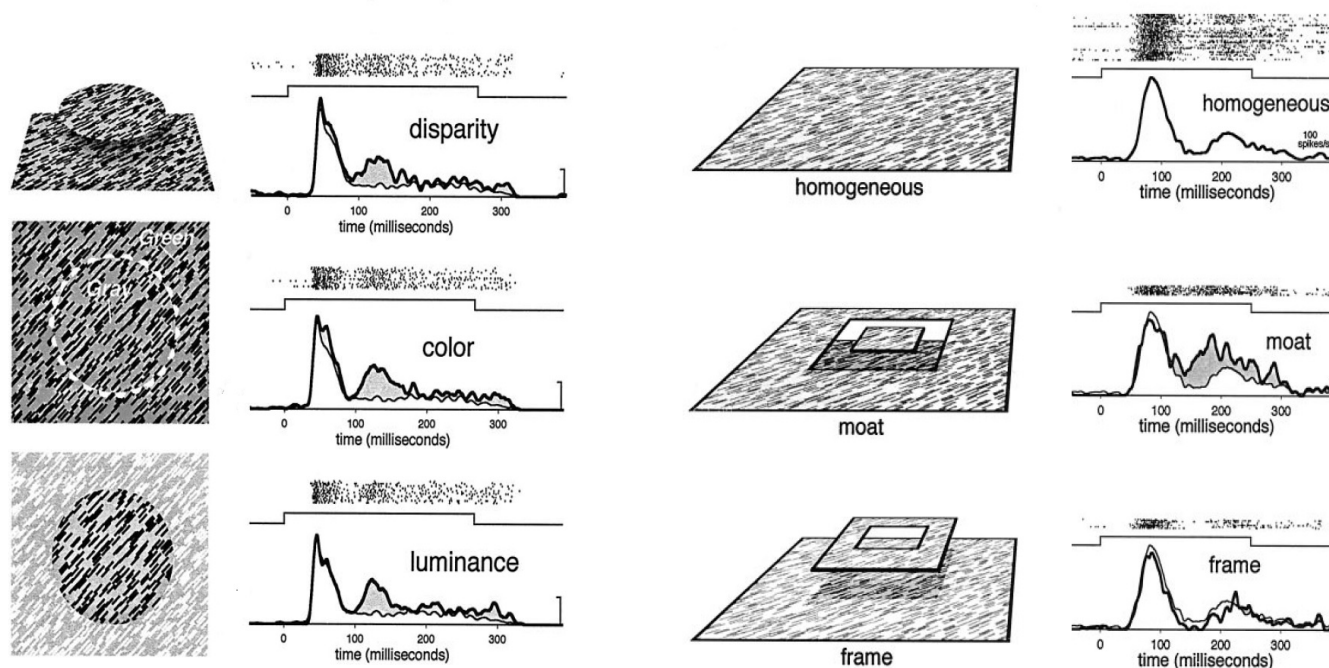 disparity
0
100
200
300
time (milliseconds)
Green
Gray
color
0
100
200
300
time (milliseconds)
luminance
0
100
200
300
time (milliseconds)
homogeneous
homogeneous
100
spikes/s
0
100
200
300
time (milliseconds)
moat
moat
0
100
200
300
time (milliseconds)
frame
frame
0
100
200
300
time (milliseconds)